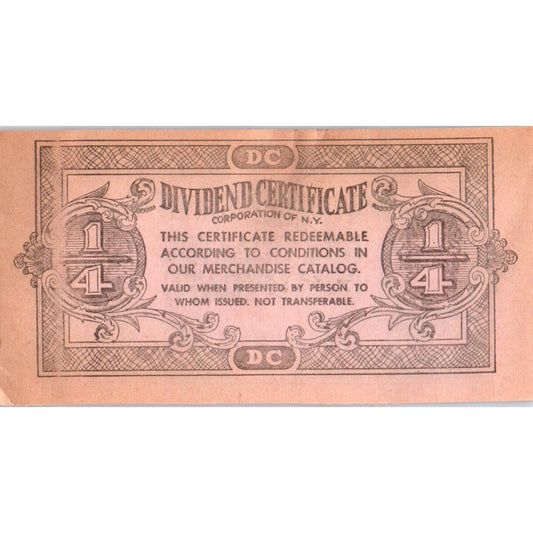 DC
DIVIDEND CERTIFICATE
CORPORATION OF N.Y.
1/4
THIS CERTIFICATE REDEEMABLE
ACCORDING TO CONDITIONS IN
OUR MERCHANDISE CATALOG.
1/4
VALID WHEN PRESENTED BY PERSON TO
WHOM ISSUED. NOT TRANSFERABLE.
DC